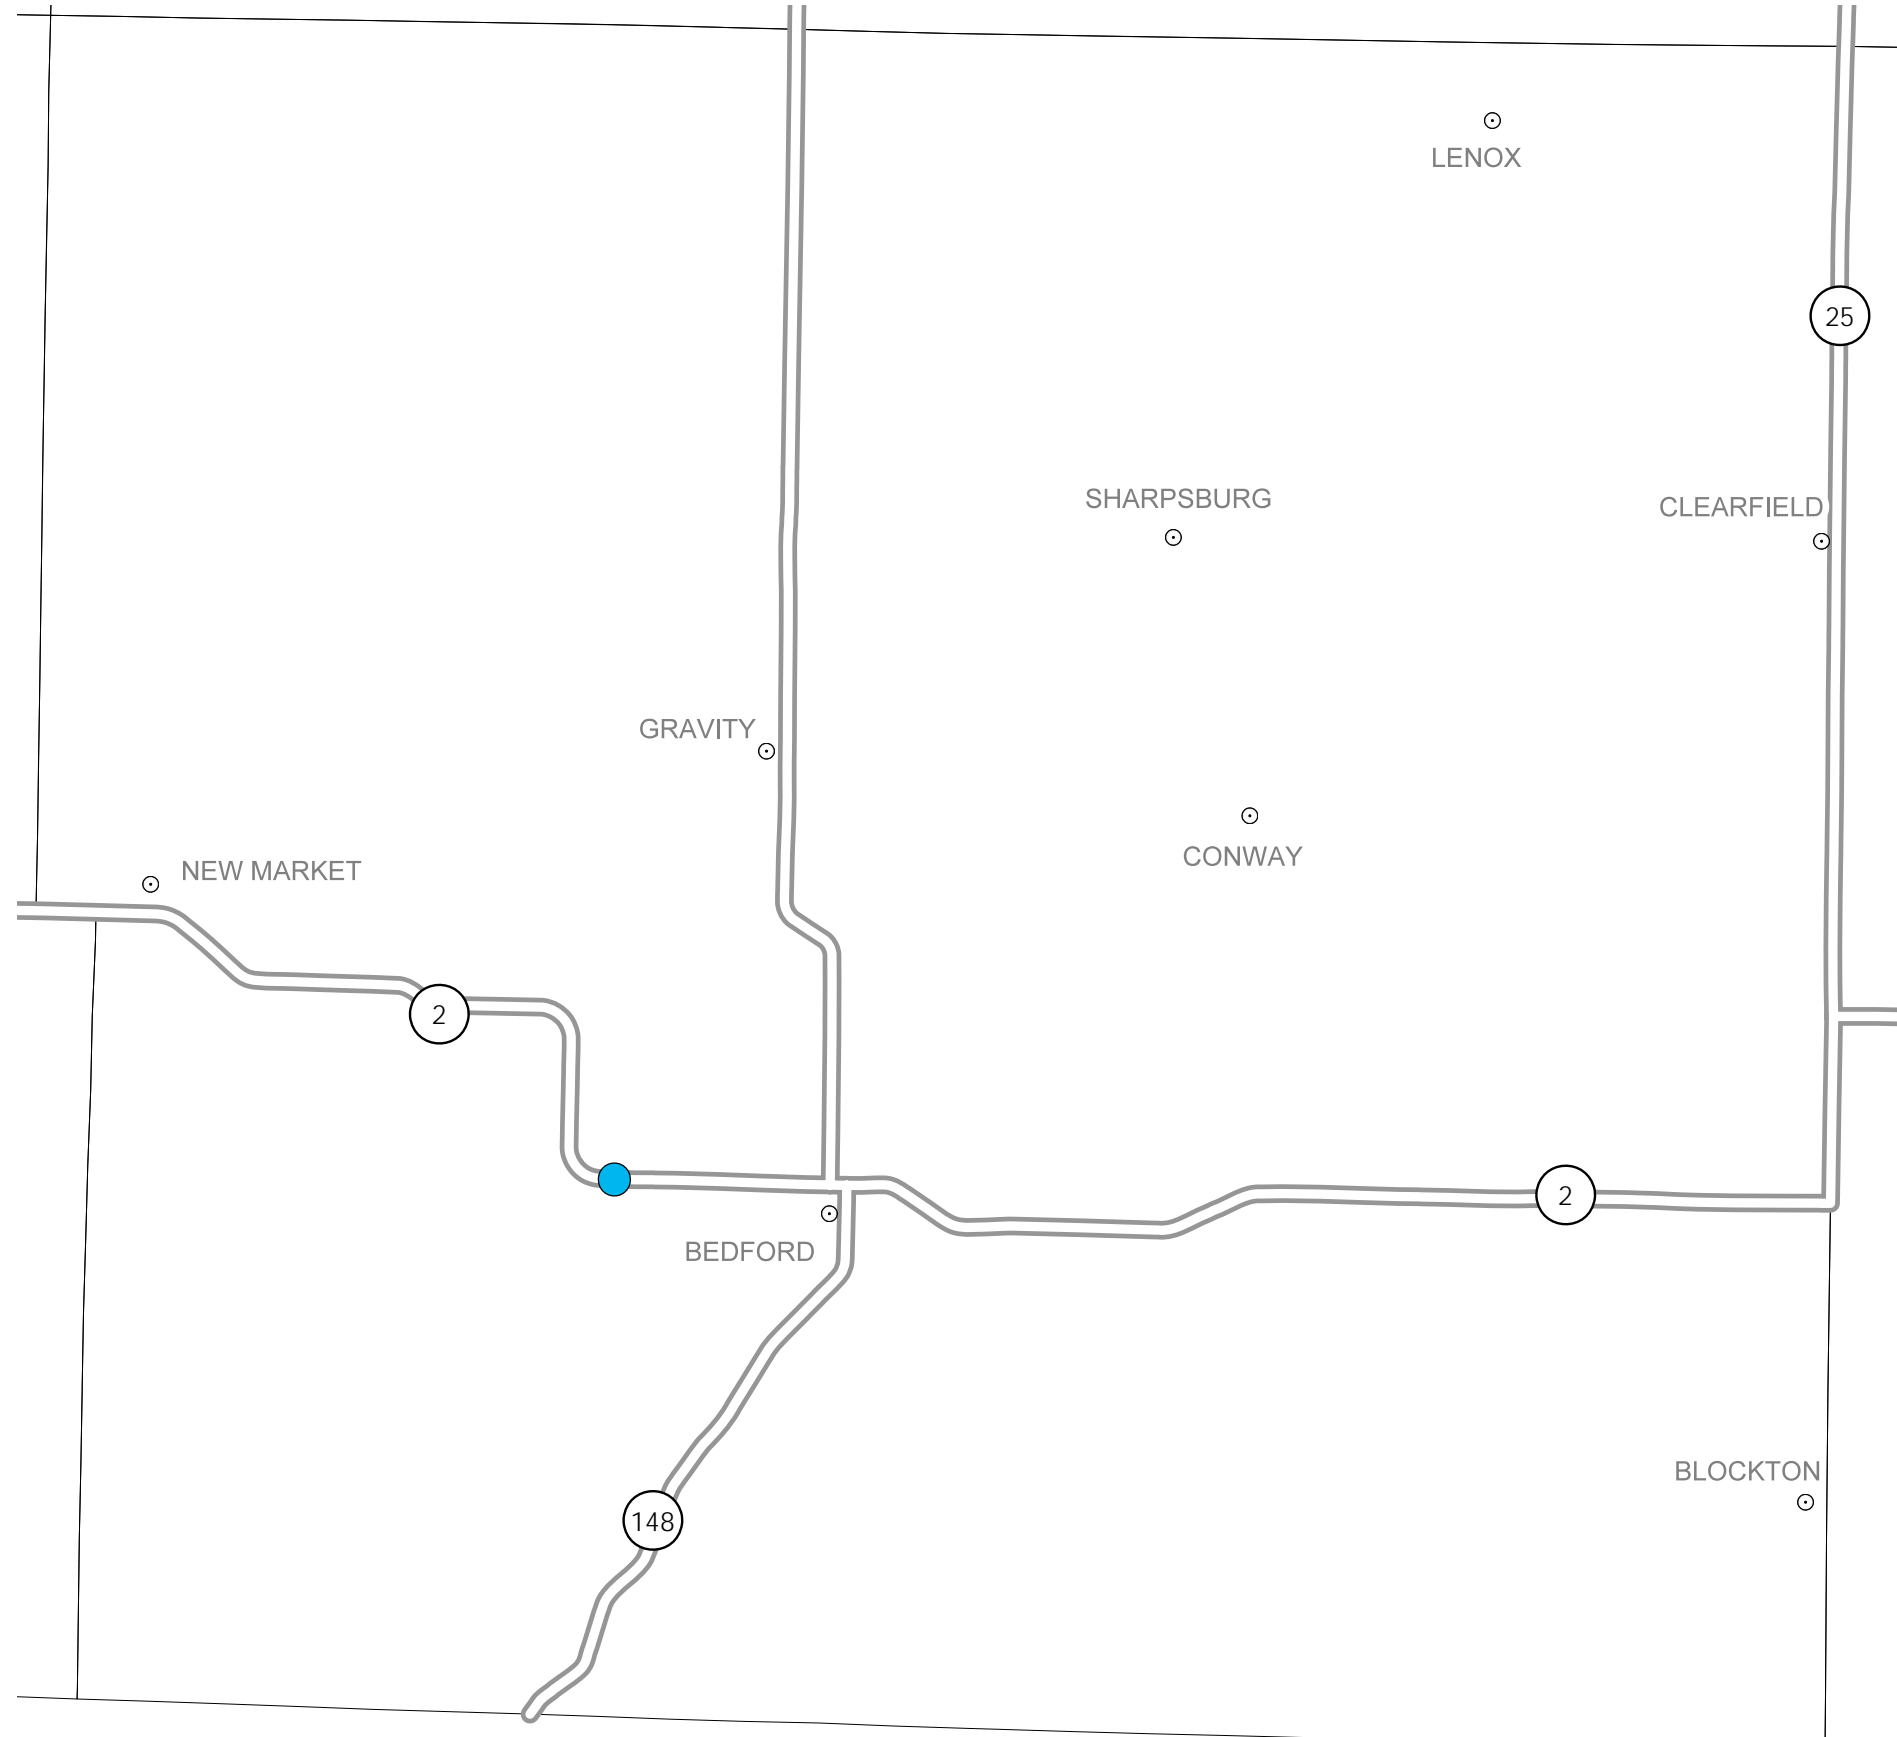 LENOX
25
SHARPSBURG
CLEARFIELD
GRAVITY
CONWAY
NEW MARKET
2
2
BEDFORD
BLOCKTON
148